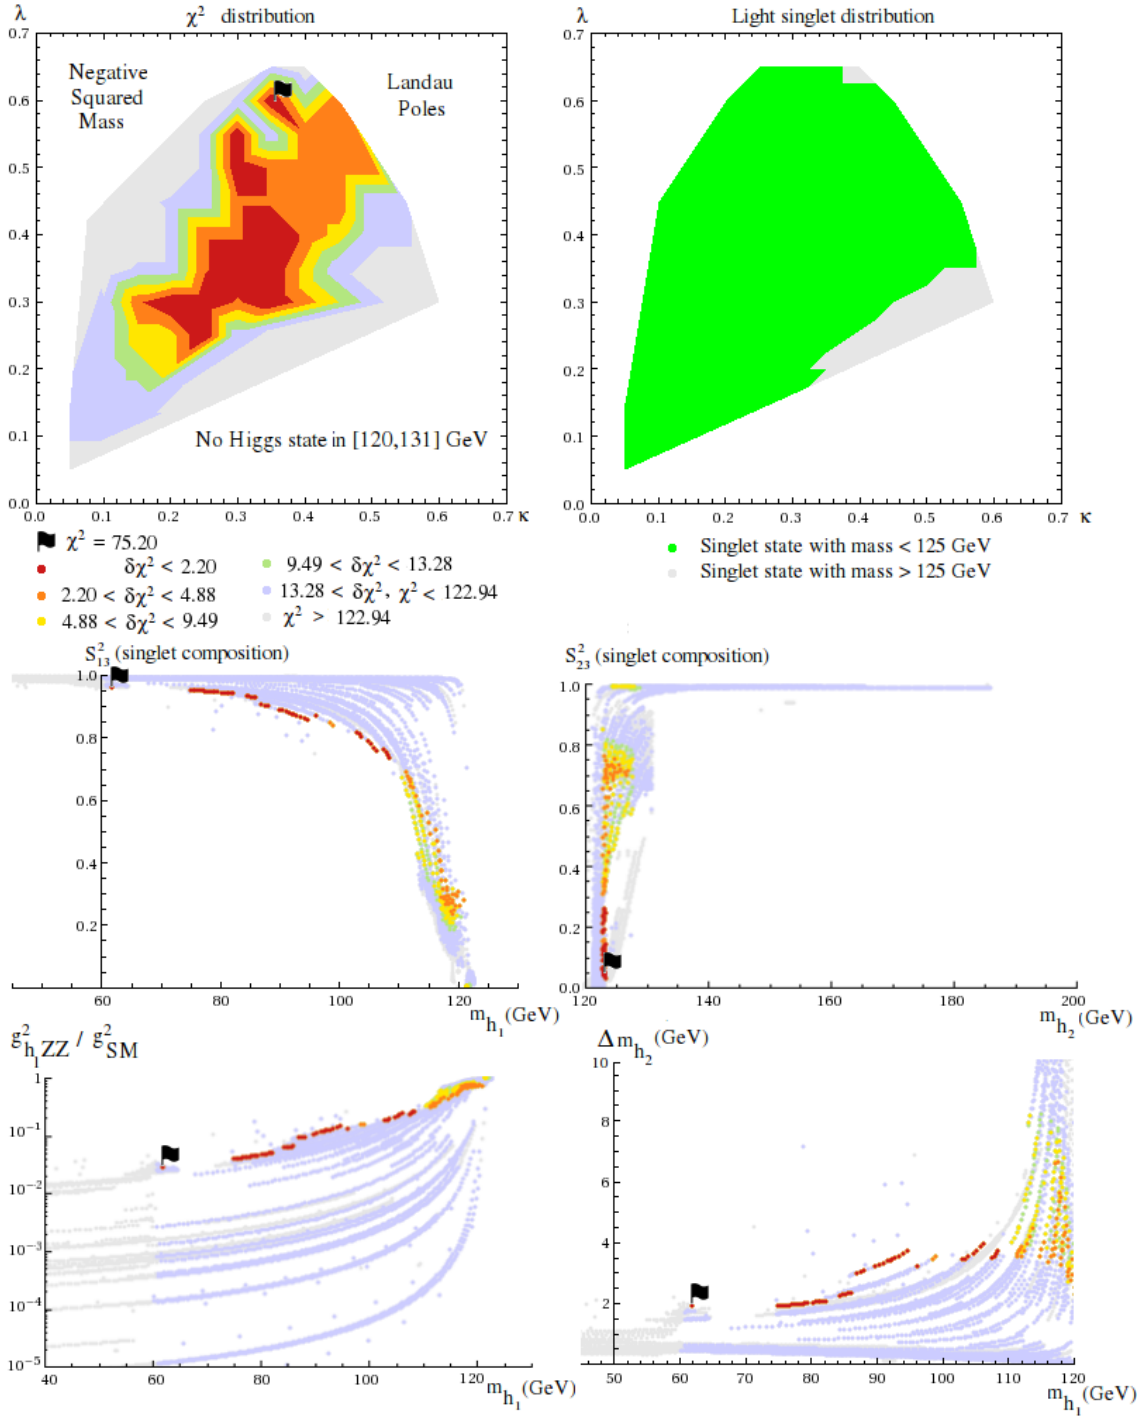 λ χ² distribution
0.7
0.6
0.5
0.4
0.3
0.2
0.1
0.0
Negative
Squared
Mass
Landau
Poles
No Higgs state in [120,131] GeV
0.0 0.1 0.2 0.3 0.4 0.5 0.6 κ 0.7
λ Light singlet distribution
0.7
0.6
0.5
0.4
0.3
0.2
0.1
0.0
0.0 0.1 0.2 0.3 0.4 0.5 0.6 0.7 κ
χ² = 75.20
δχ² < 2.20
2.20 < δχ² < 4.88
4.88 < δχ² < 9.49
9.49 < δχ² < 13.28
13.28 < δχ², χ² < 122.94
χ² > 122.94
Singlet state with mass < 125 GeV
Singlet state with mass > 125 GeV
S²₁₃ (singlet composition)
1.0
0.8
0.6
0.4
0.2
60 80 100 120
m_h₁ (GeV)
S²₂₃ (singlet composition)
1.0
0.8
0.6
0.4
0.2
0.0
120 140 160 180 200
m_h₂ (GeV)
g²_h₁ZZ / g²_SM
1
10⁻¹
10⁻²
10⁻³
10⁻⁴
10⁻⁵
40 60 80 100 120
m_h₁ (GeV)
Δm_h₂ (GeV)
10
8
6
4
2
0
50 60 70 80 90 100 110 120
m_h₁ (GeV)